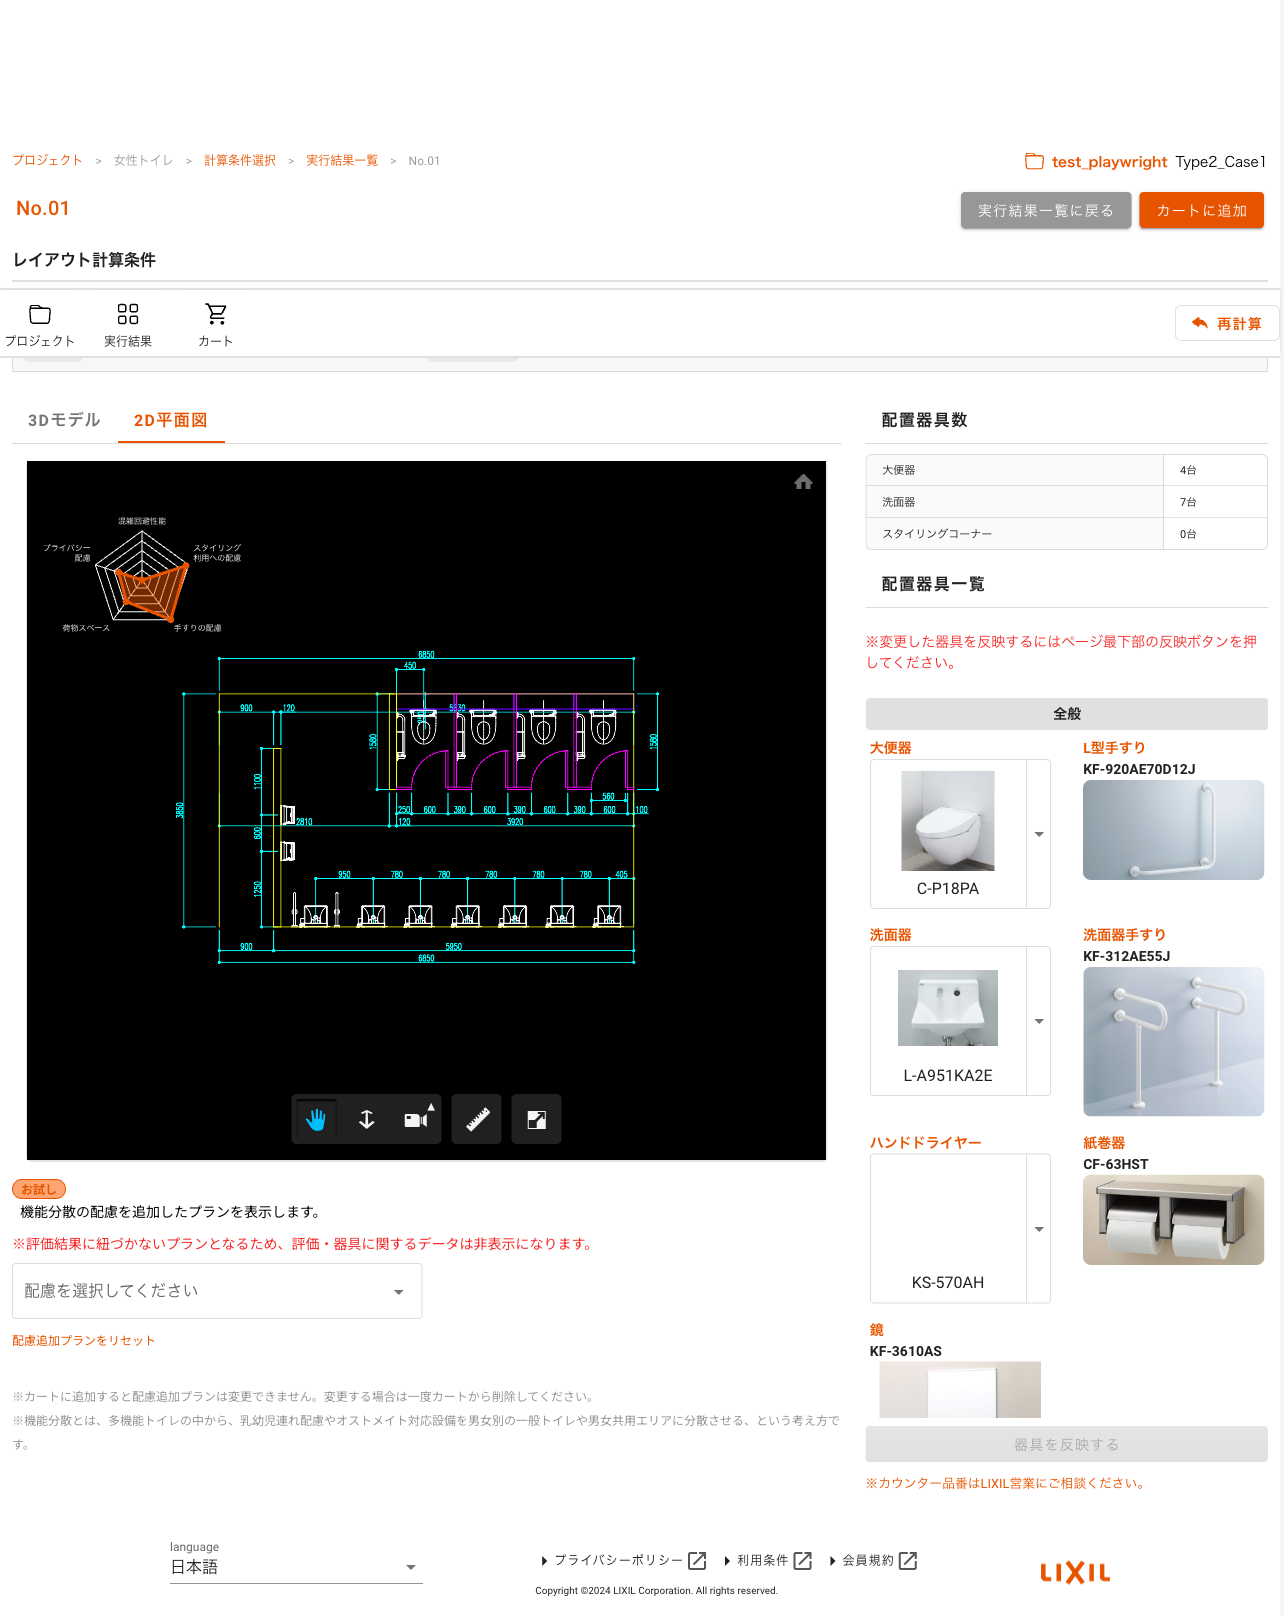 プロジェクト > 女性トイレ > 計算条件選択 > 実行結果一覧 > No.01
test_playwright Type2_Case1
No.01
実行結果一覧に戻る
カートに追加
レイアウト計算条件
プロジェクト
実行結果
カート
再計算
3Dモデル
2D平面図
混雑回避性能
プライバシー
配慮
スタイリング
利用への配慮
荷物スペース
手すりの配慮
6850
450
900
120
1580
1580
1100
3850
600
2810
1250
250 600 390 600 390 600 390 600 100
560
120
3920
950 780 780 780 780 780 405
900
5950
6850
お試し
機能分散の配慮を追加したプランを表示します。
※評価結果に紐づかないプランとなるため、評価・器具に関するデータは非表示になります。
配慮を選択してください
配慮追加プランをリセット
※カートに追加すると配慮追加プランは変更できません。変更する場合は一度カートから削除してください。
※機能分散とは、多機能トイレの中から、乳幼児連れ配慮やオストメイト対応設備を男女別の一般トイレや男女共用エリアに分散させる、という考え方で
す。
配置器具数
大便器 4台
洗面器 7台
スタイリングコーナー 0台
配置器具一覧
※変更した器具を反映するにはページ最下部の反映ボタンを押
してください。
全般
大便器
C-P18PA
L型手すり
KF-920AE70D12J
洗面器
L-A951KA2E
洗面器手すり
KF-312AE55J
ハンドドライヤー
KS-570AH
紙巻器
CF-63HST
鏡
KF-3610AS
器具を反映する
※カウンター品番はLIXIL営業にご相談ください。
language
日本語
プライバシーポリシー
利用条件
会員規約
Copyright ©2024 LIXIL Corporation. All rights reserved.
LIXIL